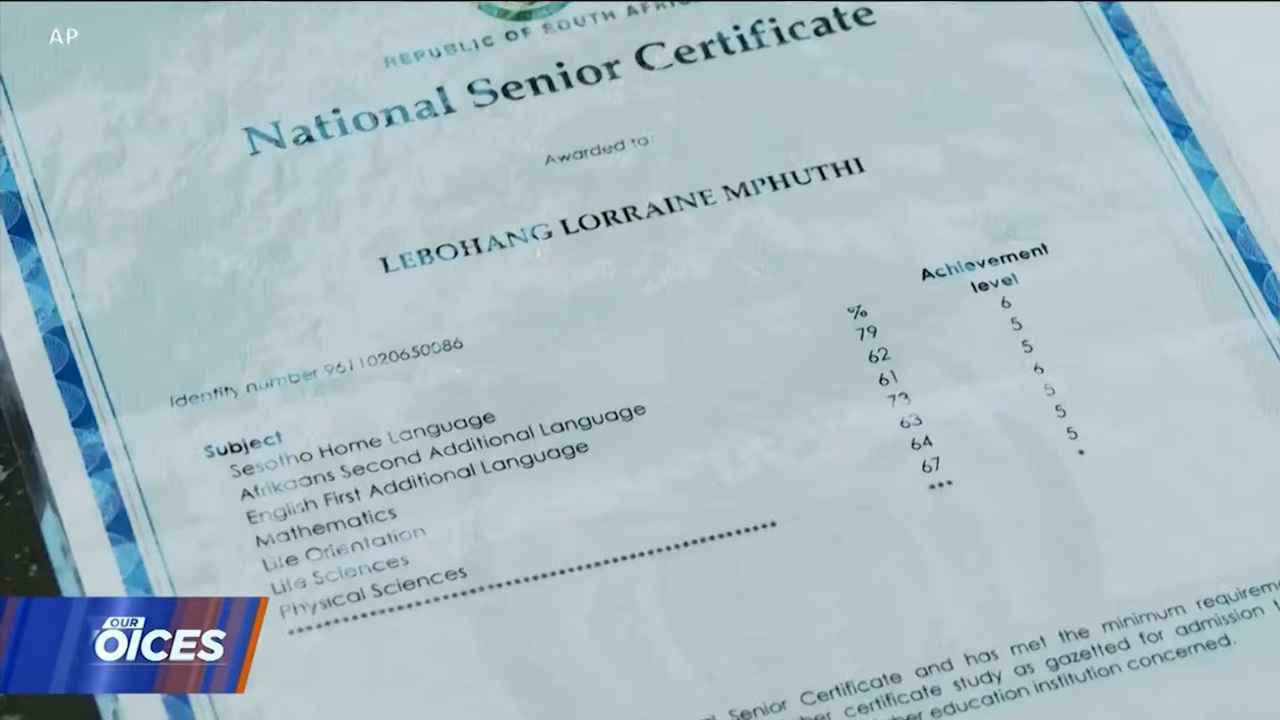 AP
REPUBLIC OF SOUTH
National Senior Certificate
Awarded to
LEBOHANG LORRAINE MPHUTHI
Identity number 9611020650086
Subject % Achievement level
Sesotho Home Language 79 6
Afrikaans Second Additional Language 62 5
English First Additional Language 61 5
Mathematics 73 6
Life Orientation 63 5
Life Sciences 64 5
Physical Sciences 67 5
Senior Certificate and has met the minimum
certificate study as gazetted for admission
education institution concerned.
OUR
OICES